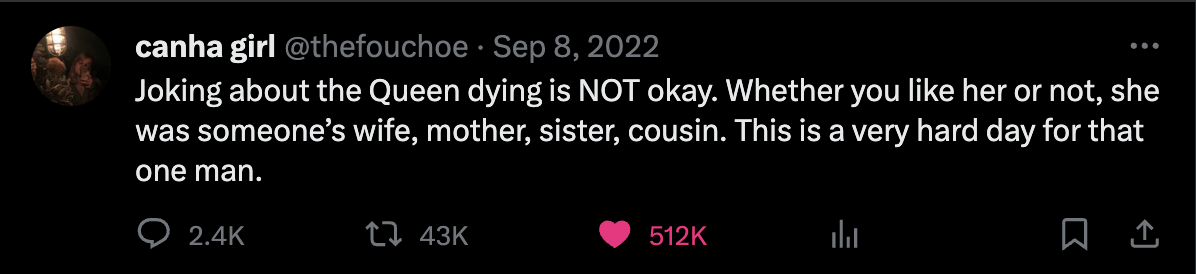 canha girl @thefouchoe · Sep 8, 2022
Joking about the Queen dying is NOT okay. Whether you like her or not, she
was someone’s wife, mother, sister, cousin. This is a very hard day for that
one man.
2.4K 43K 512K